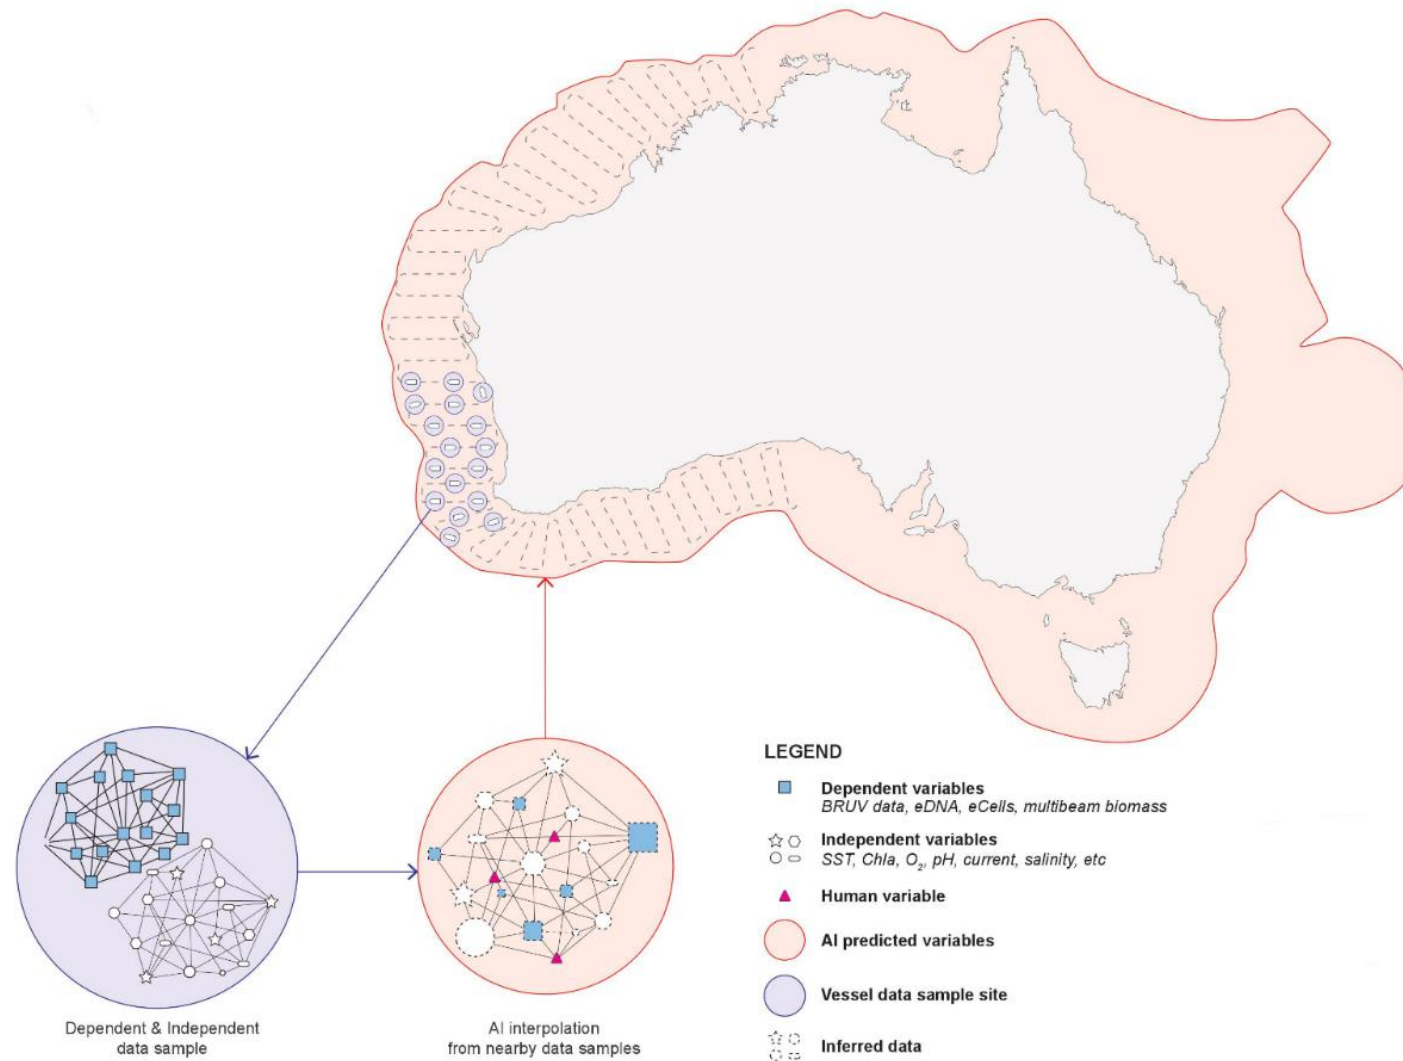 LEGEND
Dependent variables
BRUV data, eDNA, eCells, multibeam biomass
Independent variables
SST, Chla, O₂, pH, current, salinity, etc
Human variable
AI predicted variables
Vessel data sample site
Inferred data
Dependent & Independent
data sample
AI interpolation
from nearby data samples